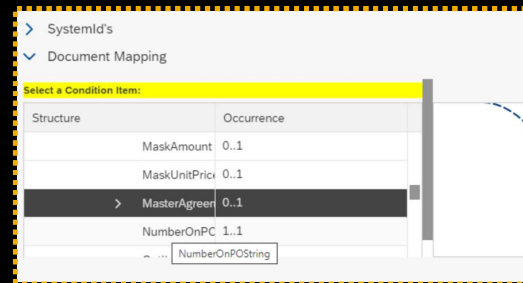 SystemId's
Document Mapping
Select a Condition Item:
Structure Occurrence
MaskAmount 0..1
MaskUnitPrice 0..1
MasterAgreen 0..1
NumberOnPO 1..1
NumberOnPOString